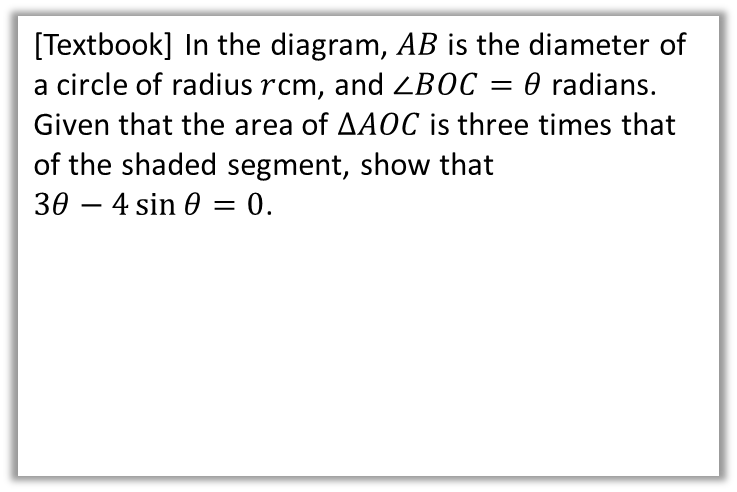 [Textbook] In the diagram, 𝐴𝐵 is the diameter of
a circle of radius 𝑟cm, and ∠𝐵𝑂𝐶 = 𝜃 radians.
Given that the area of Δ𝐴𝑂𝐶 is three times that
of the shaded segment, show that
3𝜃 − 4 sin 𝜃 = 0.